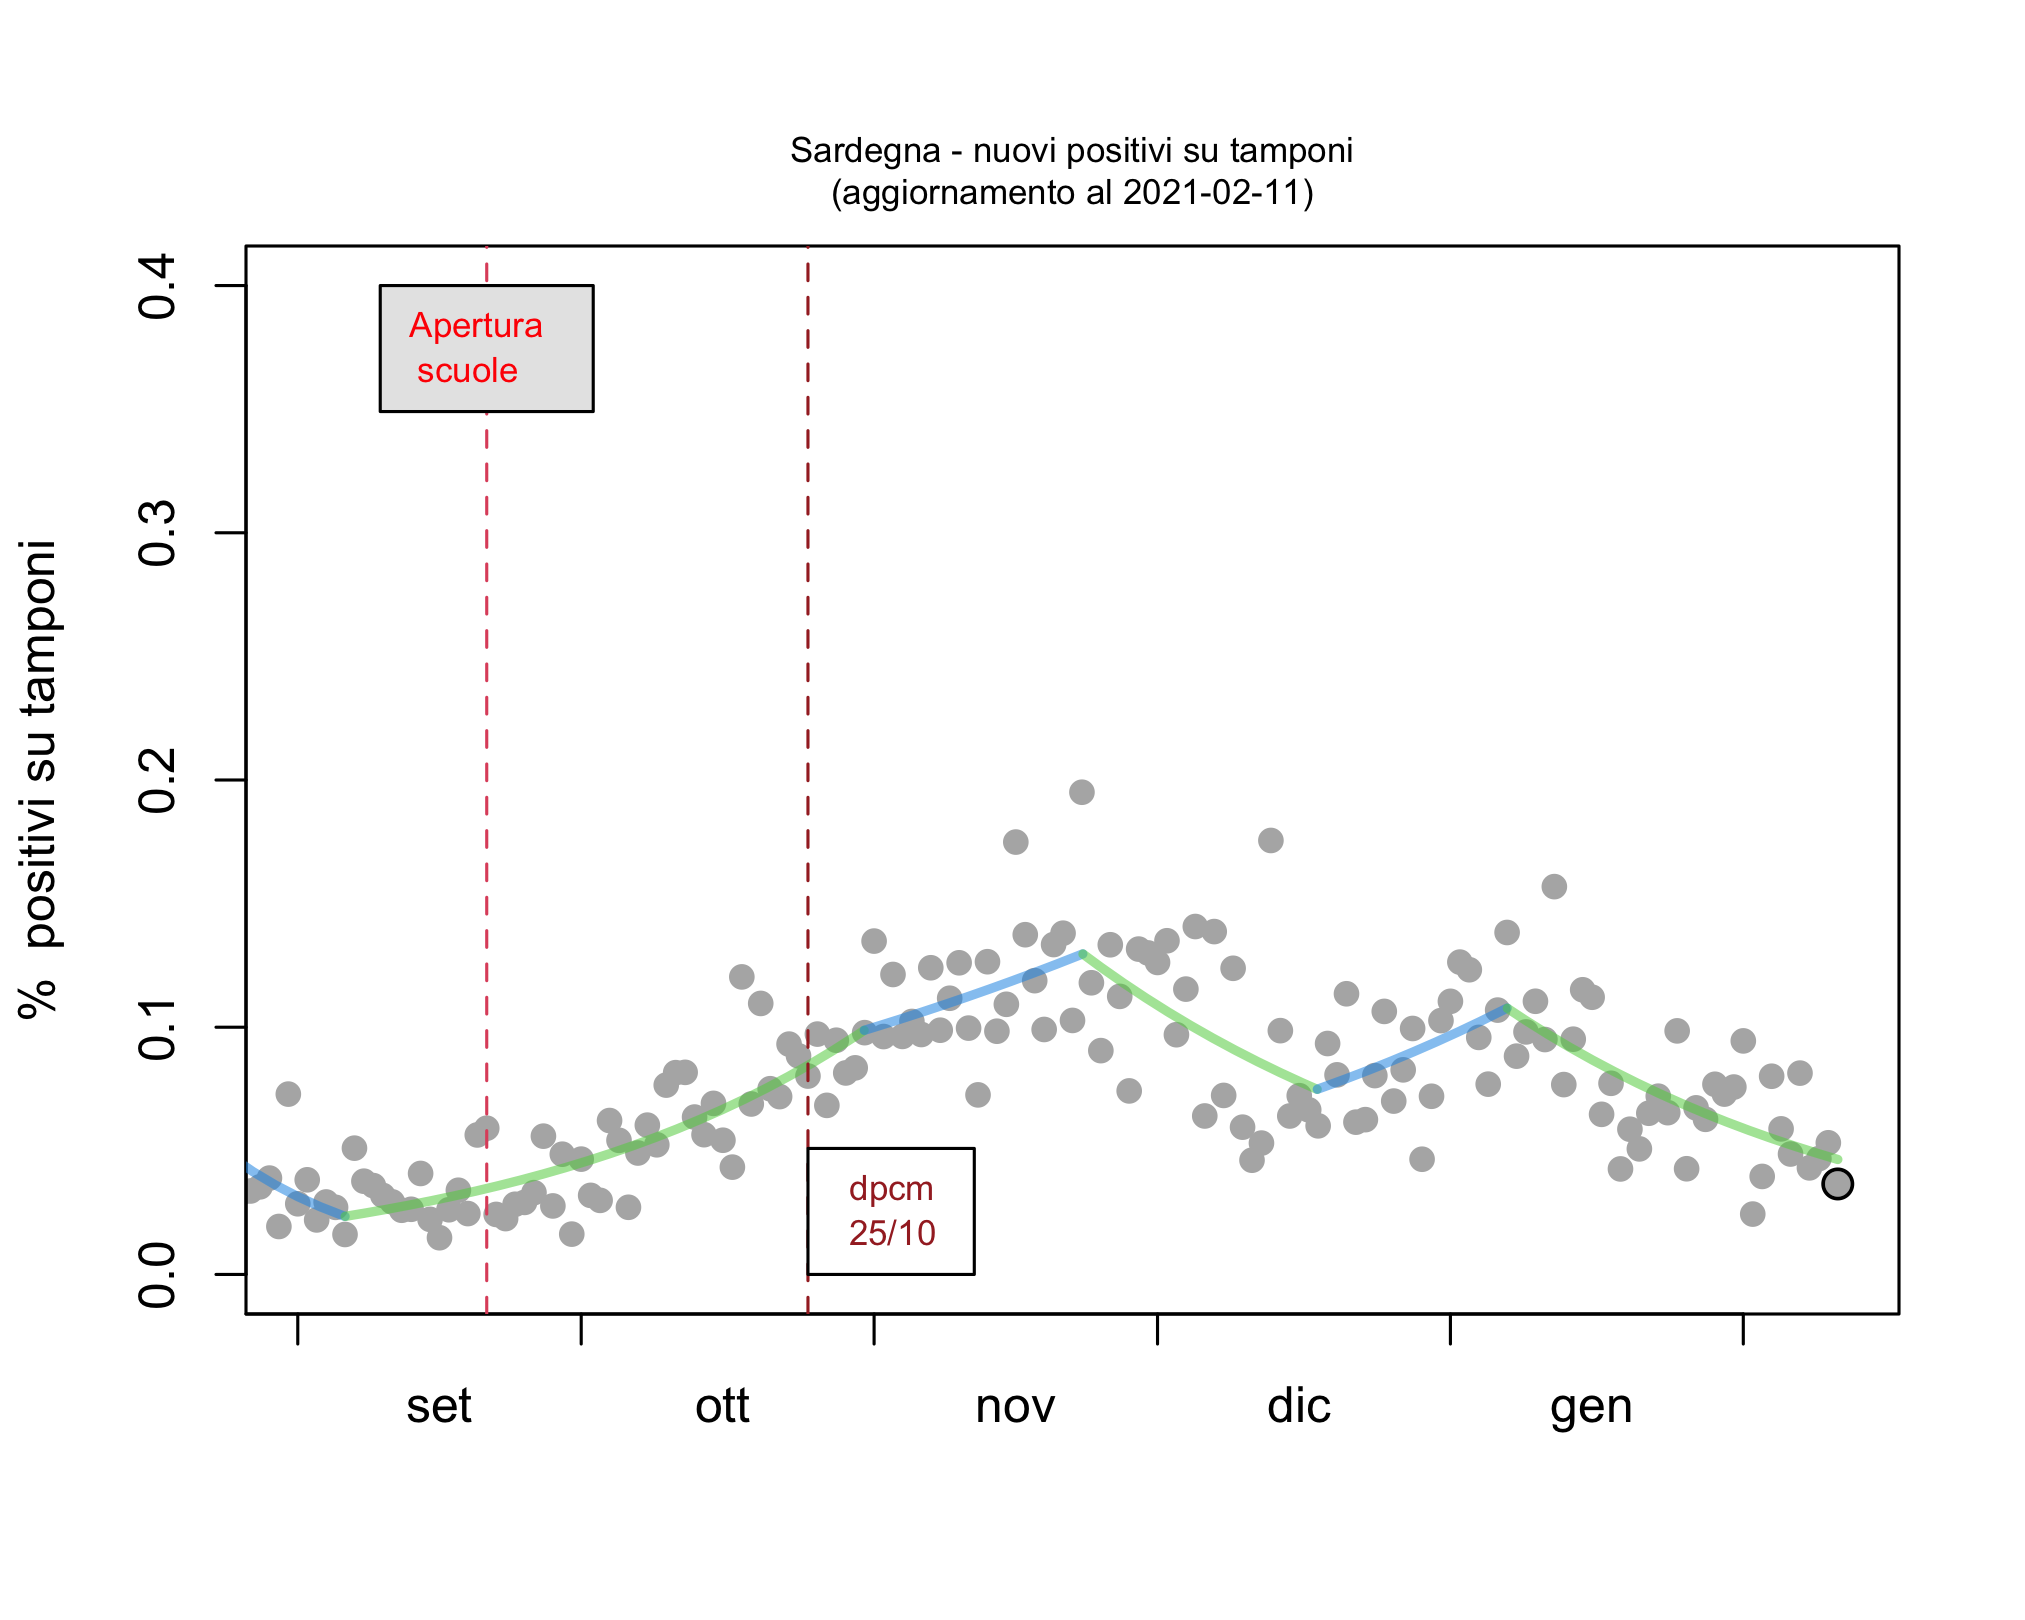 Sardegna - nuovi positivi su tamponi
(aggiornamento al 2021-02-11)
% positivi su tamponi
0.4
0.3
0.2
0.1
0.0
Apertura
scuole
dpcm
25/10
set
ott
nov
dic
gen